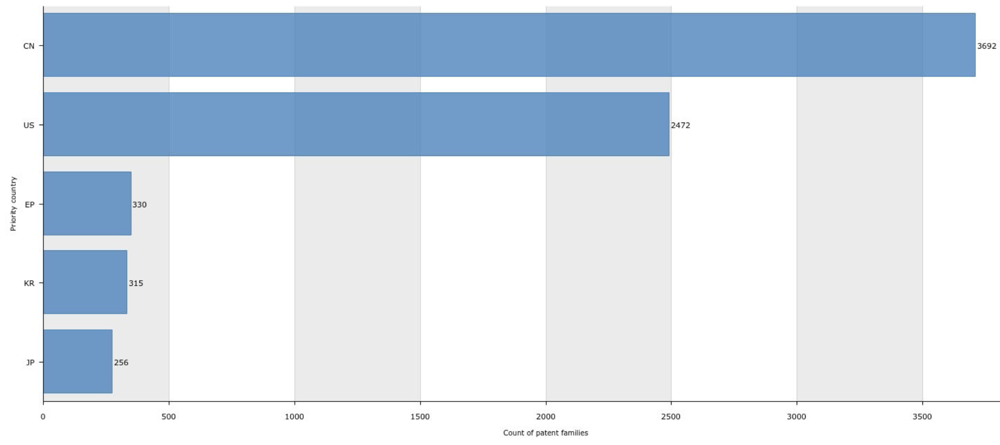 CN
3692
US
2472
EP
330
KR
315
JP
256
Priority country
0 500 1000 1500 2000 2500 3000 3500
Count of patent families